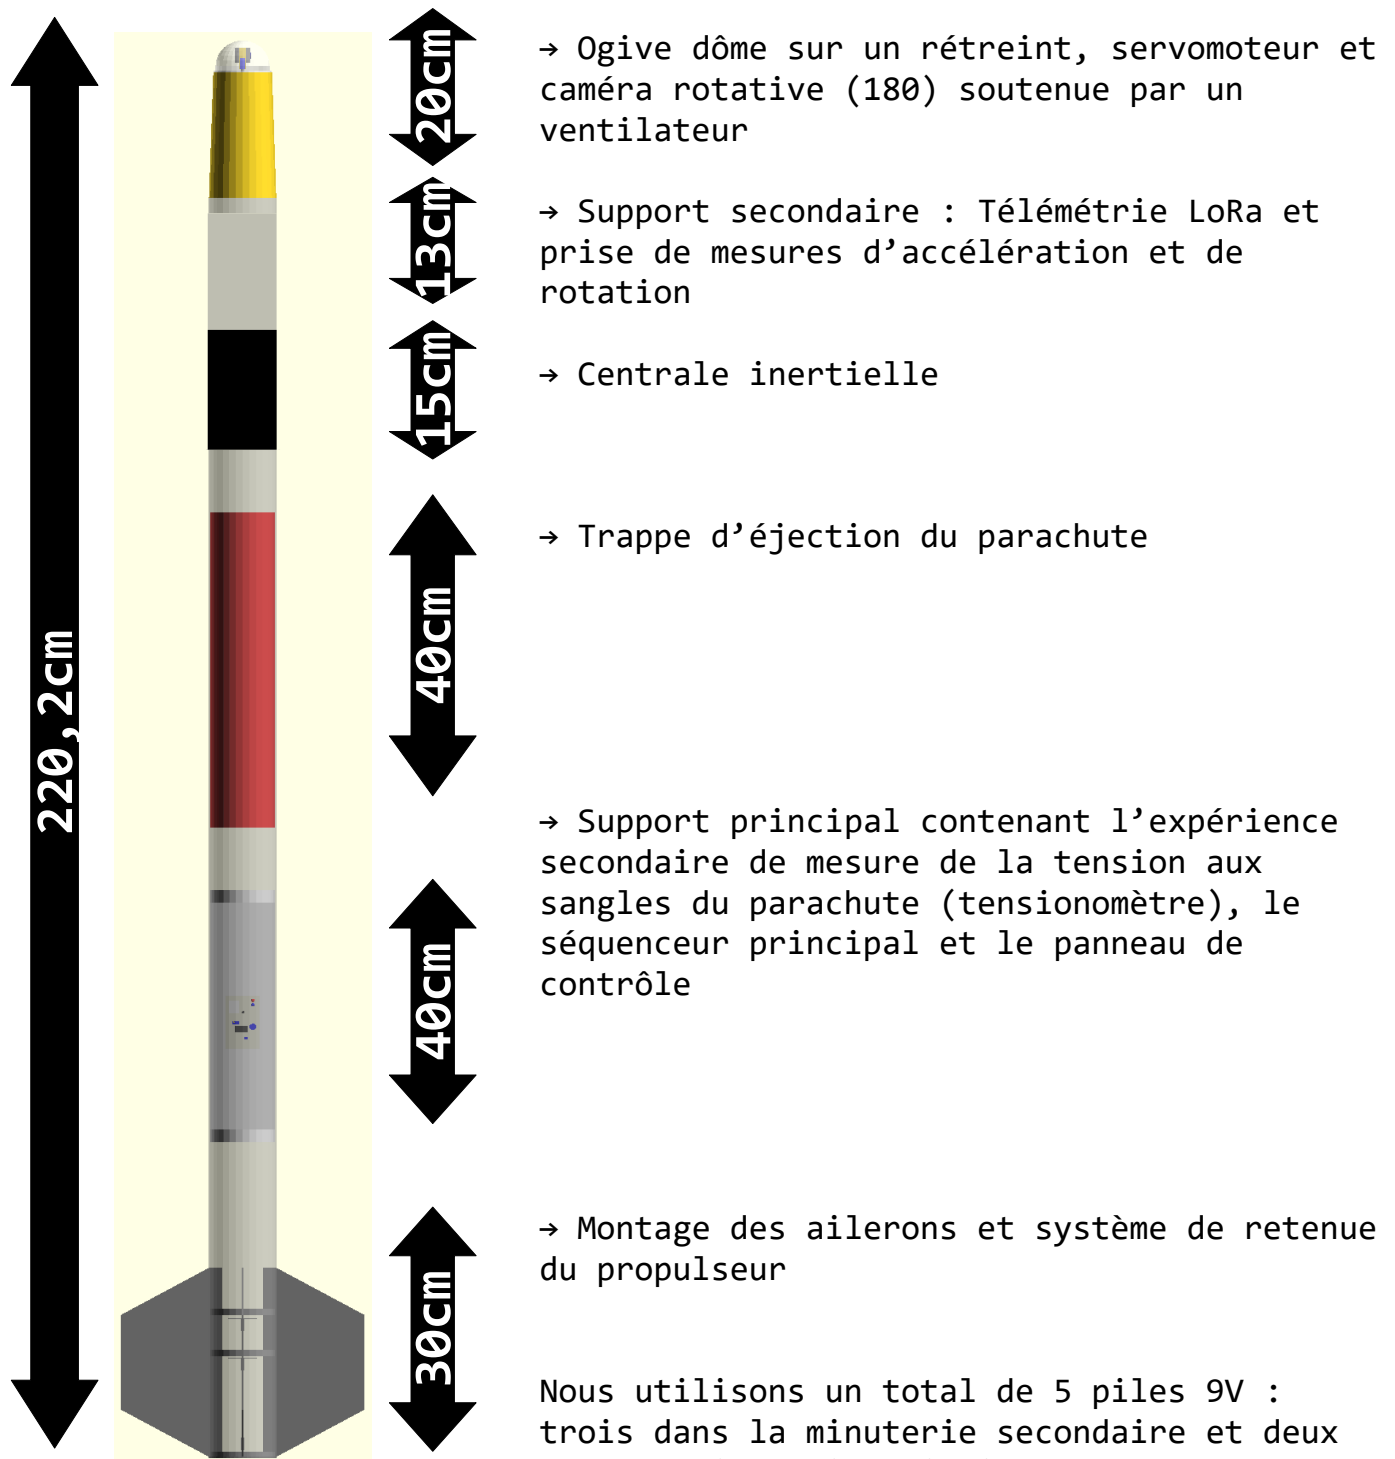 220,2cm
20cm
→ Ogive dôme sur un rétreint, servomoteur et
caméra rotative (180) soutenue par un
ventilateur
13cm
→ Support secondaire : Télémétrie LoRa et
prise de mesures d’accélération et de
rotation
15cm
→ Centrale inertielle
40cm
→ Trappe d’éjection du parachute
40cm
→ Support principal contenant l’expérience
secondaire de mesure de la tension aux
sangles du parachute (tensionomètre), le
séquenceur principal et le panneau de
contrôle
30cm
→ Montage des ailerons et système de retenue
du propulseur
Nous utilisons un total de 5 piles 9V :
trois dans la minuterie secondaire et deux